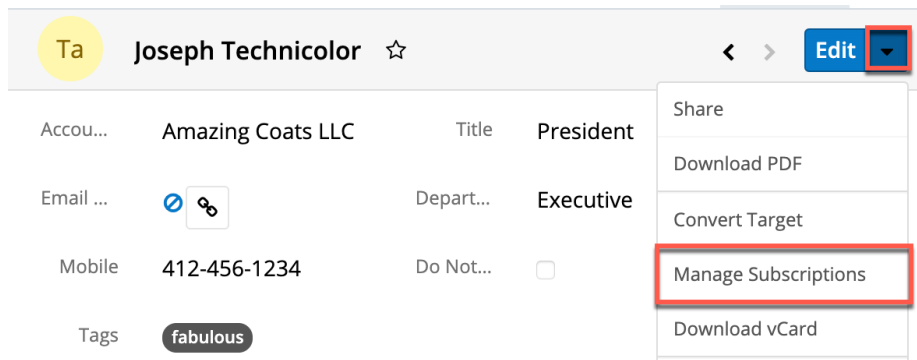 Ta Joseph Technicolor Edit
Share
Accou... Amazing Coats LLC Title President
Download PDF
Email ... Depart... Executive
Convert Target
Mobile 412-456-1234 Do Not...
Manage Subscriptions
Tags fabulous
Download vCard